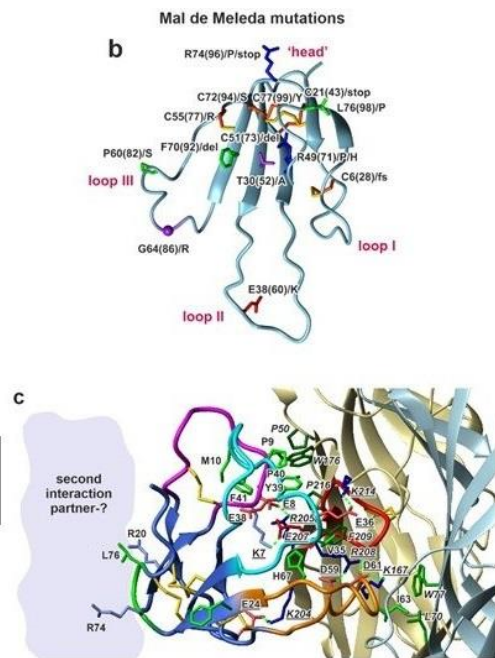 Mal de Meleda mutations
b
R74(96)/P/stop
'head'
C72(94)/S
C77(99)/Y
C21(43)/stop
C55(77)/R
L76(98)/P
F70(92)/del
C51(73)/del
P60(82)/S
R49(71)/P/H
loop III
T30(52)/A
C6(28)/fs
G64(86)/R
loop I
E38(60)/K
loop II
c
second
interaction
partner-?
P50
P9
W176
M10
P40
Y39
P216
K214
F41
E8
E38
R205
E36
E207
F209
K7
V35
R208
R20
L76
H67
D59
D61
K167
W77
I63
E24
R74
K204
L70